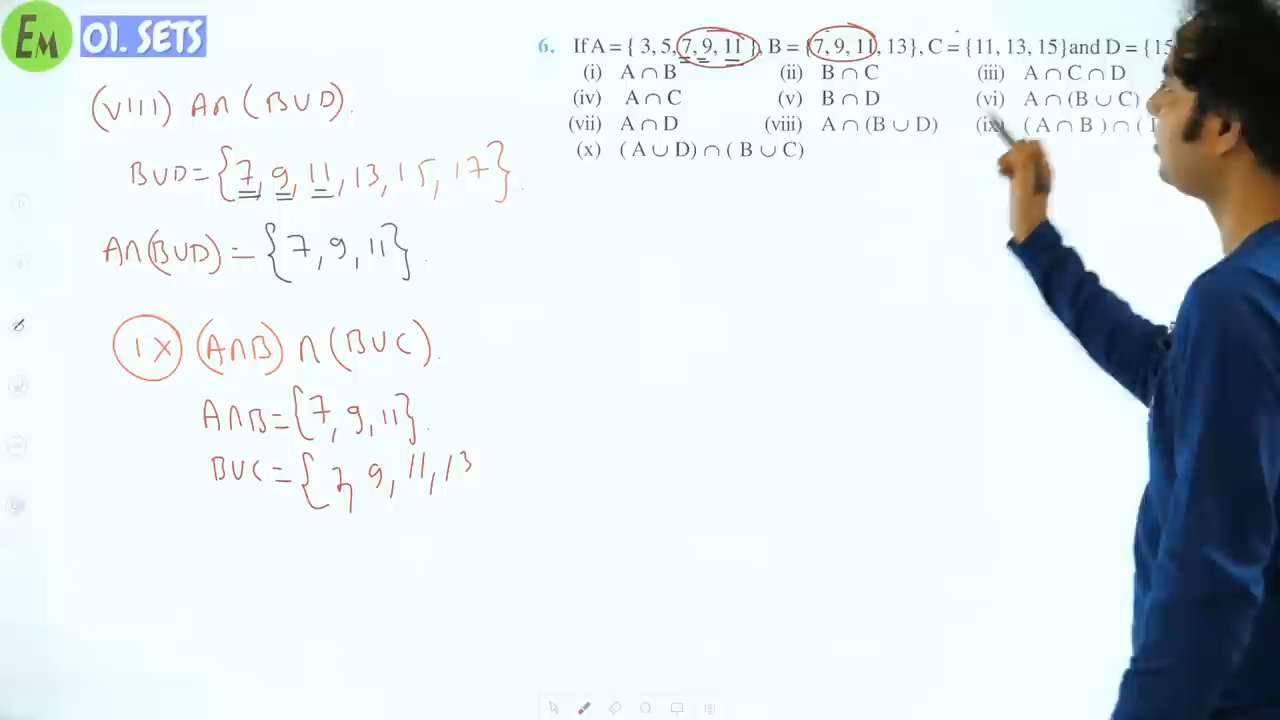 Em 01. SETS
6. If A = { 3, 5, 7, 9, 11 }, B = {7, 9, 11, 13}, C = {11, 13, 15}and D = {15
(i) A ∩ B (ii) B ∩ C (iii) A ∩ C ∩ D
(iv) A ∩ C (v) B ∩ D (vi) A ∩ (B ∪ C)
(vii) A ∩ D (viii) A ∩ (B ∪ D) (ix) ( A ∩ B ) ∩ (
(x) ( A ∪ D) ∩ ( B ∪ C)
(VIII) A∩(B∪D).
B∪D = {7, 9, 11, 13, 15, 17}.
A∩(B∪D) = {7, 9, 11}.
IX (A∩B) ∩ (B∪C).
A∩B = {7, 9, 11}.
B∪C = {7, 9, 11, 13